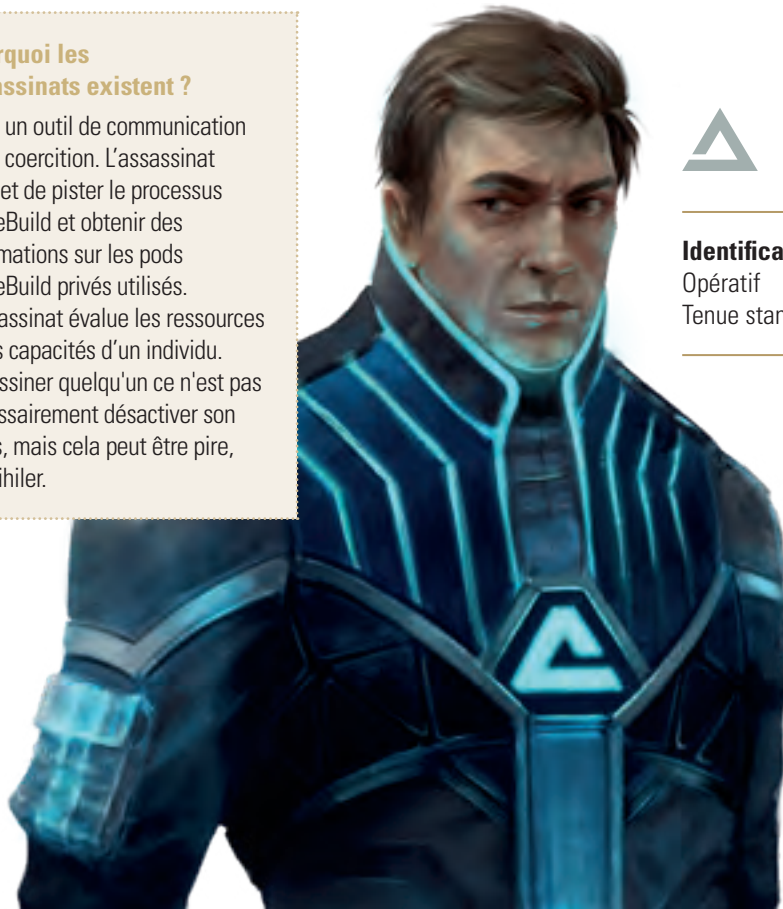 rquoi les
assinats existent ?
un outil de communication
coercition. L’assassinat
et de pister le processus
eBuild et obtenir des
mations sur les pods
eBuild privés utilisés.
assinat évalue les ressources
s capacités d’un individu.
ssiner quelqu'un ce n'est pas
essairement désactiver son
s, mais cela peut être pire,
ihiler.
Identifica
Opératif
Tenue stan